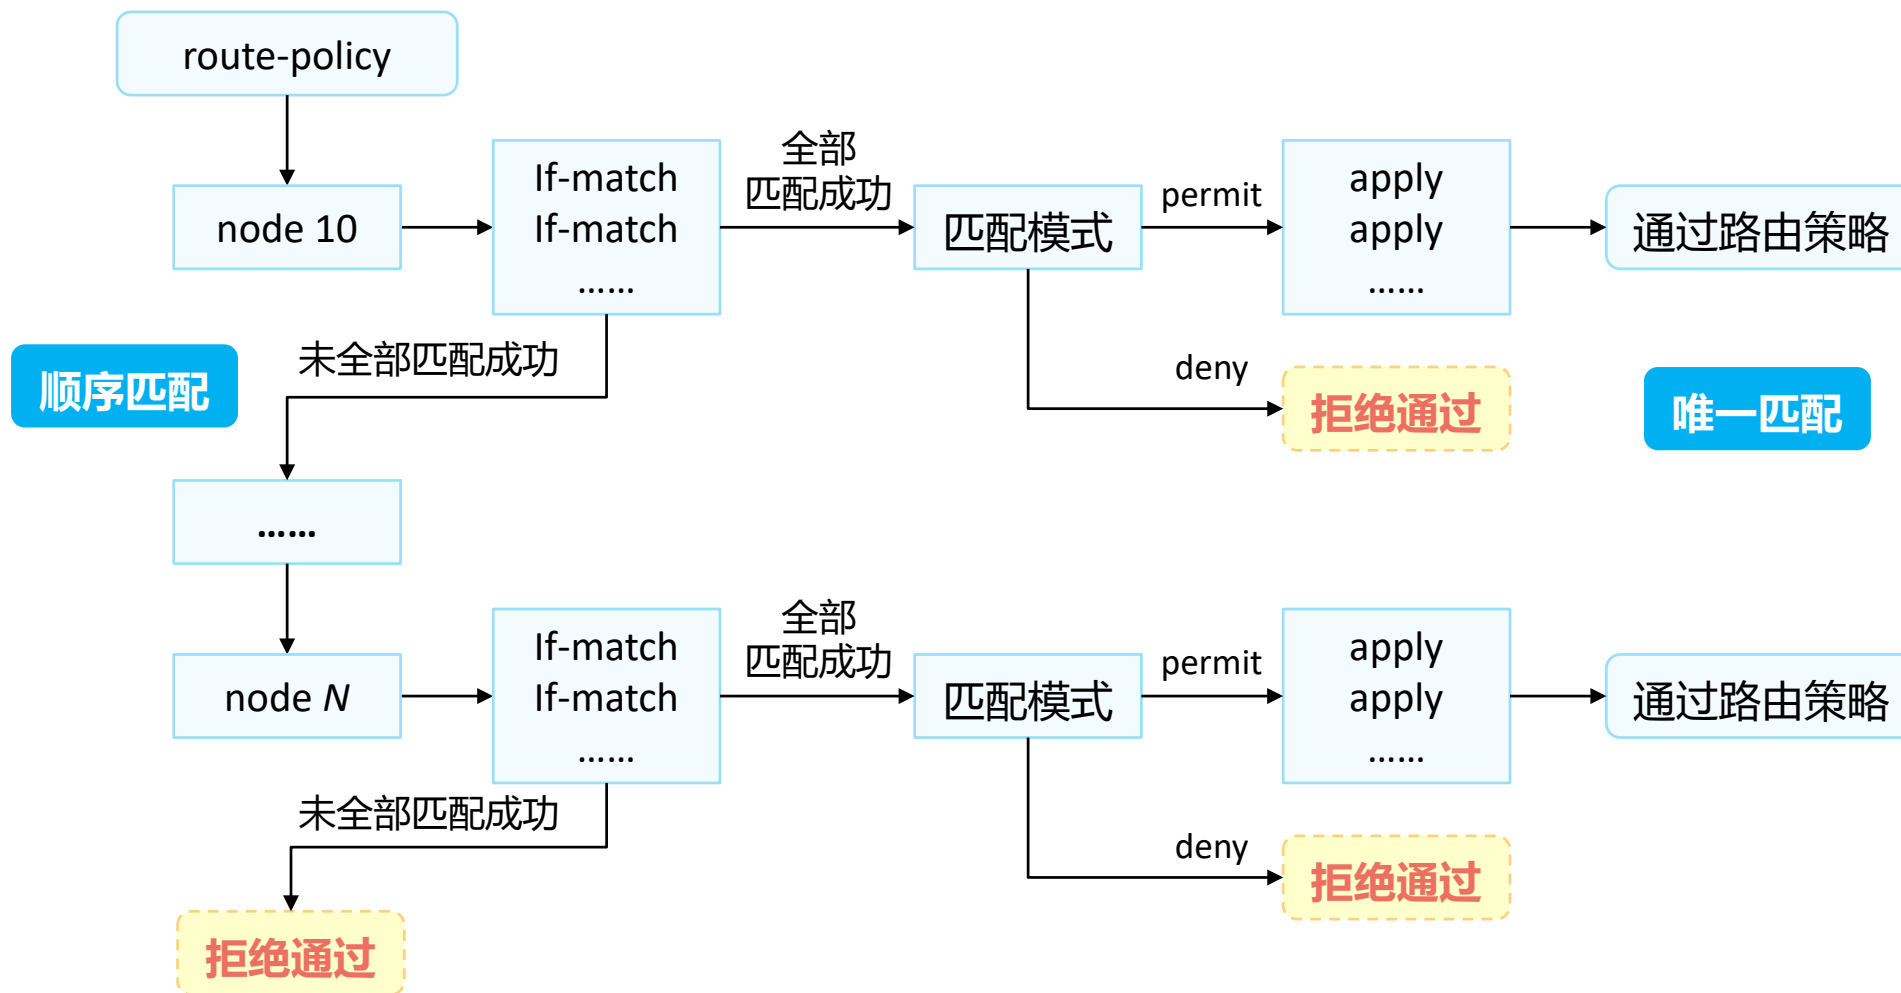 route-policy
node 10
If-match
If-match
……
全部
匹配成功
匹配模式
permit
apply
apply
……
通过路由策略
未全部匹配成功
deny
拒绝通过
顺序匹配
唯一匹配
……
node N
If-match
If-match
……
全部
匹配成功
匹配模式
permit
apply
apply
……
通过路由策略
未全部匹配成功
deny
拒绝通过
拒绝通过